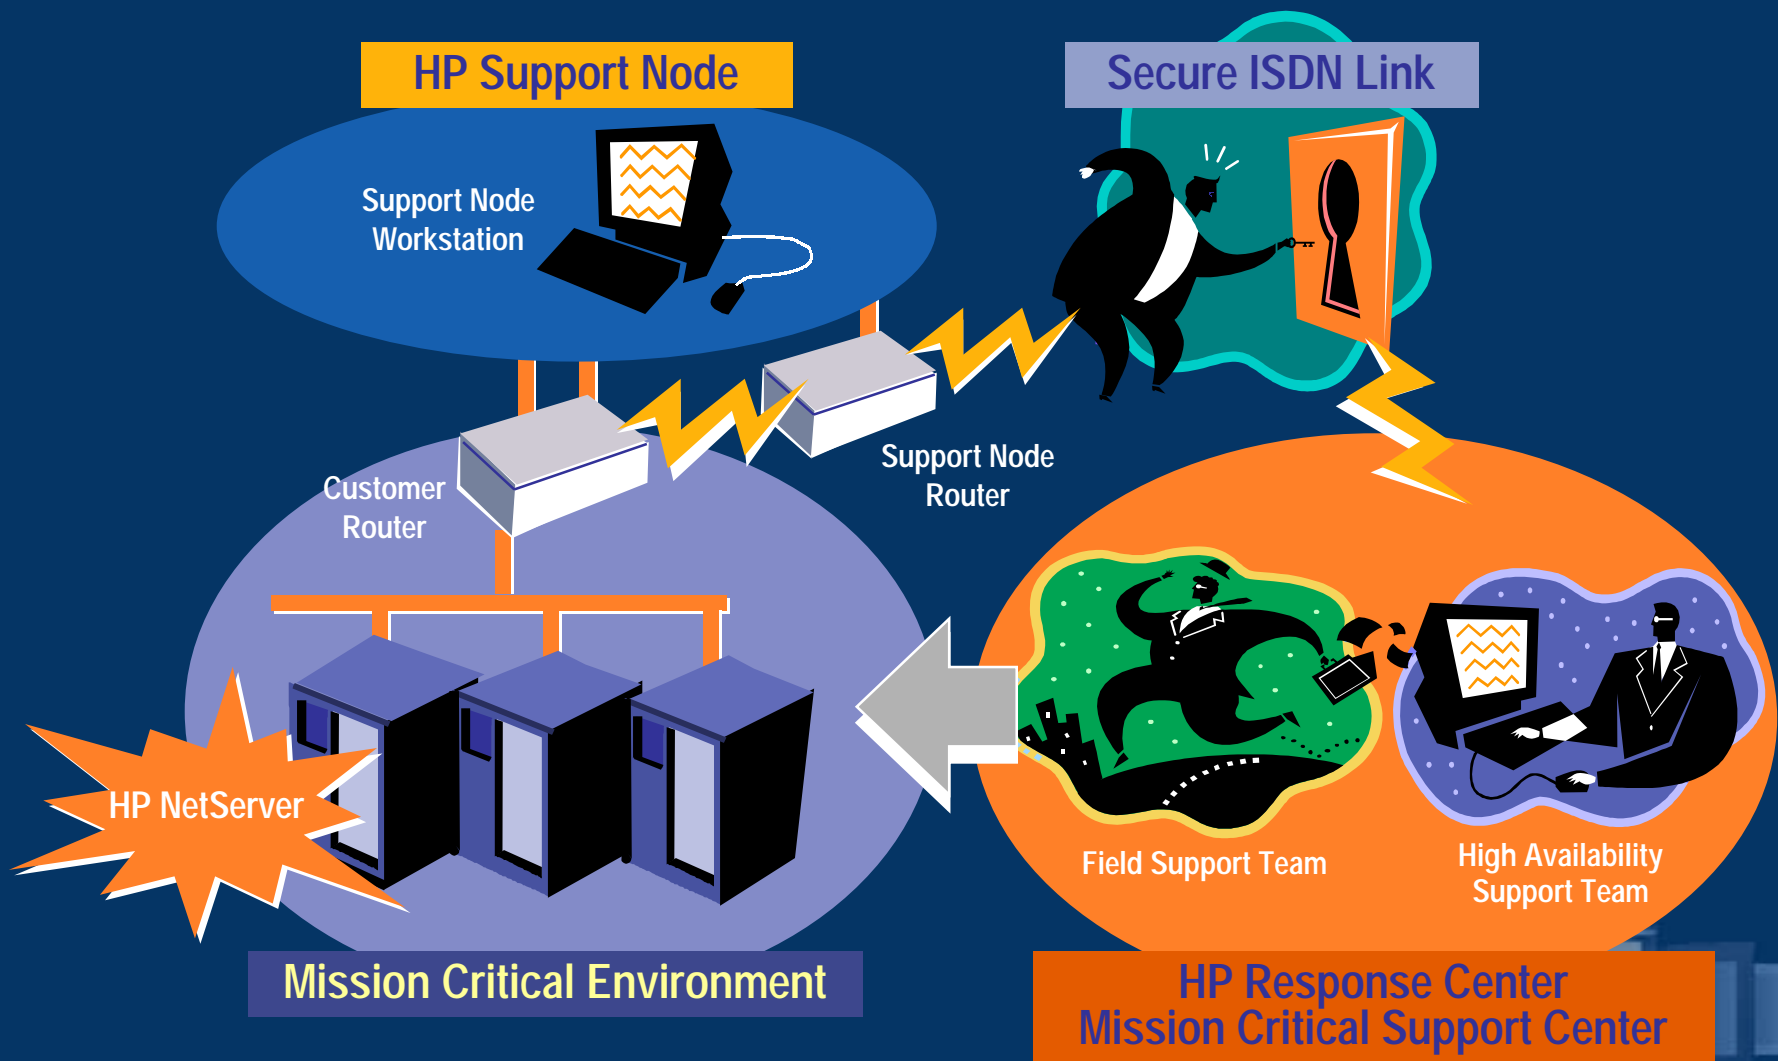 HP Support Node
Secure ISDN Link
Support Node
Workstation
Support Node
Router
Customer
Router
HP NetServer
Field Support Team
High Availability
Support Team
Mission Critical Environment
HP Response Center
Mission Critical Support Center